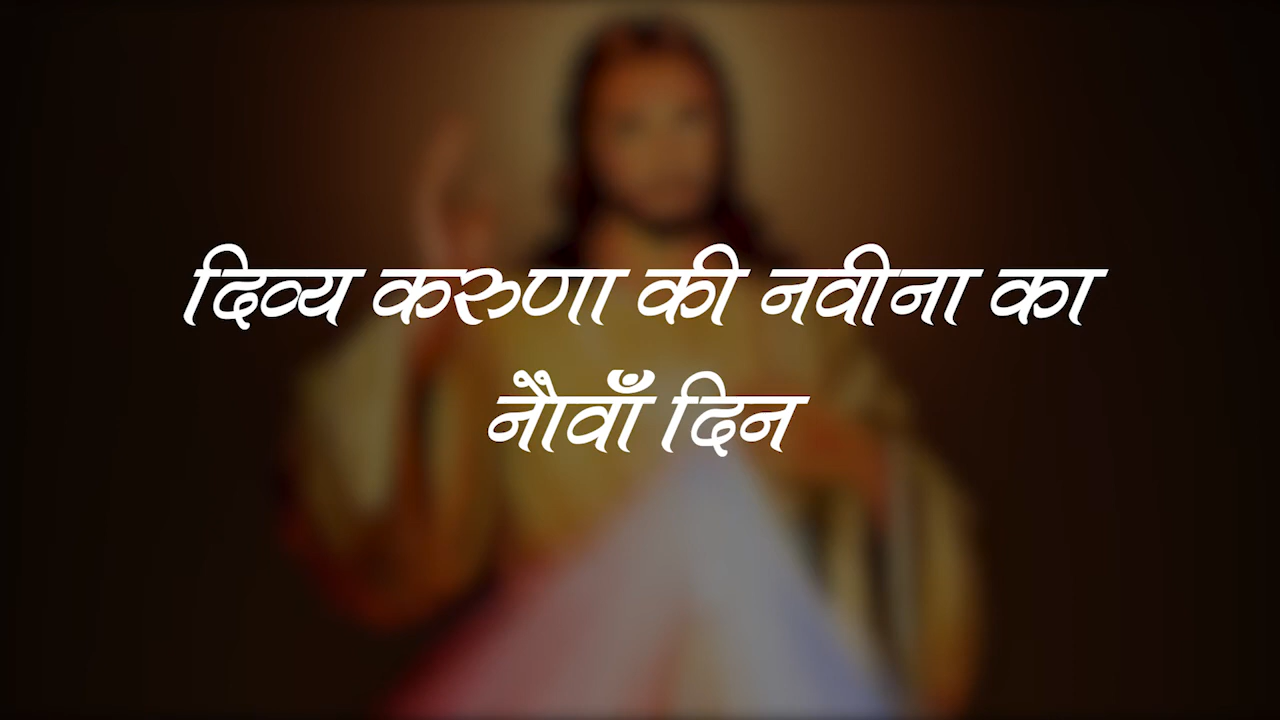 दिव्य करुणा की नवीना का
नौवाँ दिन